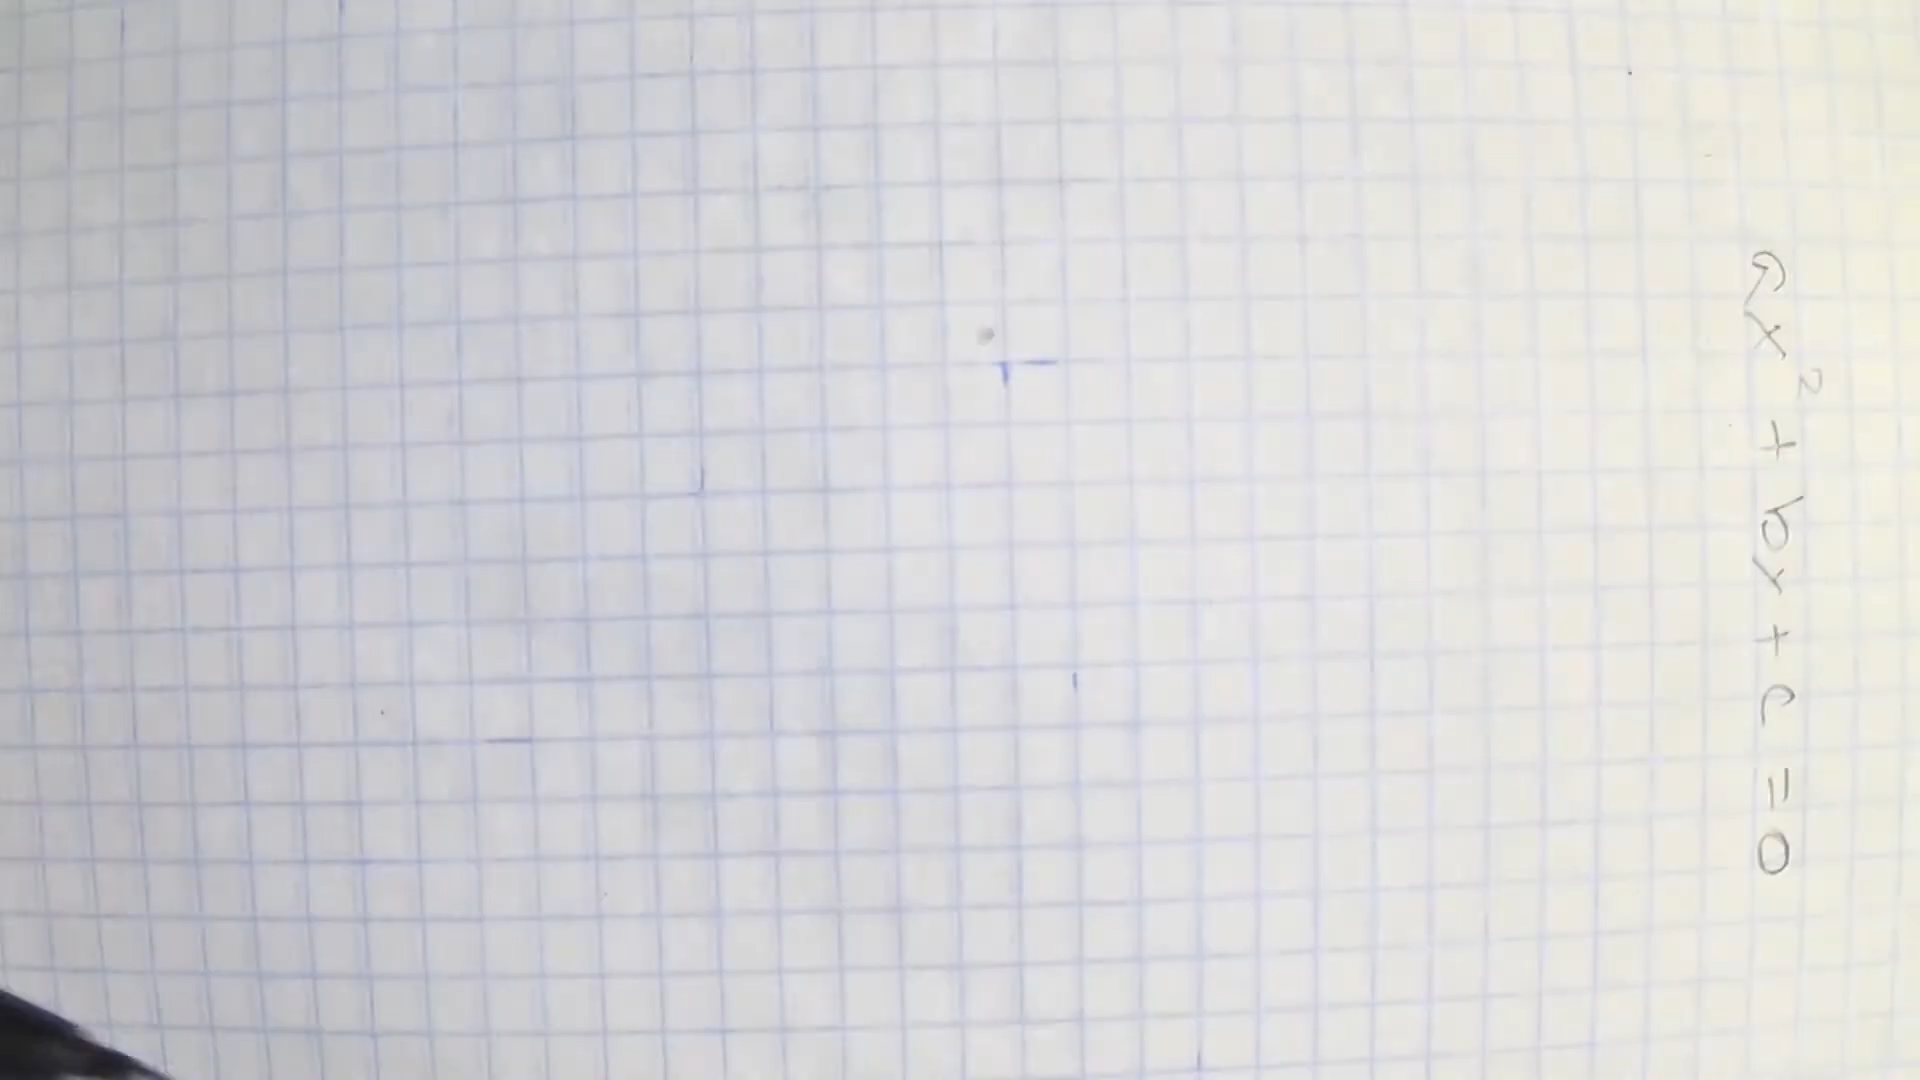 ax² + bx + c = 0